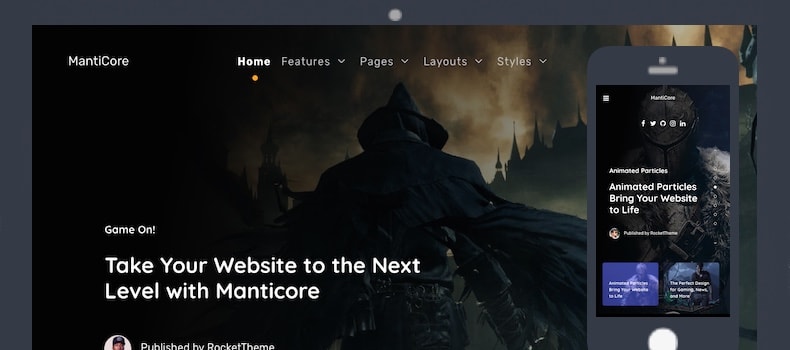 MantiCore
Home Features Pages Layouts Styles
Game On!
Take Your Website to the Next
Level with Manticore
Published by RocketTheme
MantiCore
Animated Particles
Animated Particles
Bring Your Website
to Life
Published by RocketTheme
Animated Particles
Bring Your Website
to Life
The Perfect Design
for Gaming, News,
and More